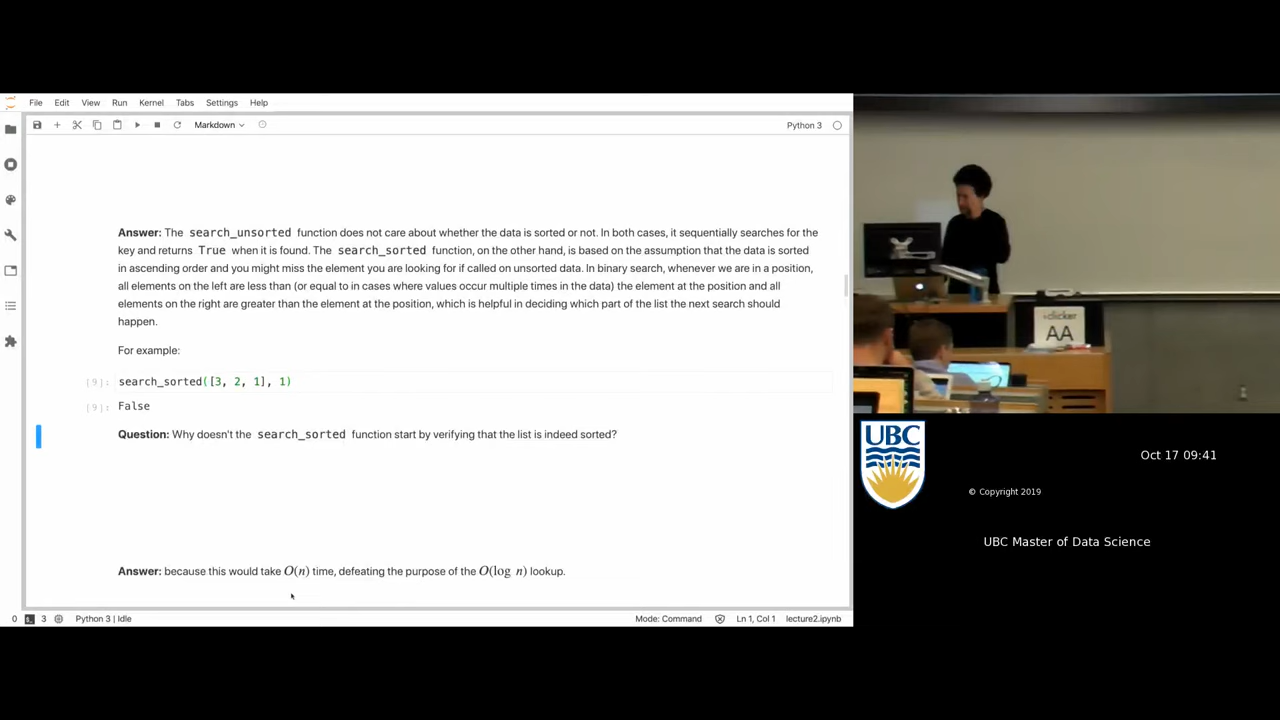 File Edit View Run Kernel Tabs Settings Help
Markdown
Python 3
Answer: The search_unsorted function does not care about whether the data is sorted or not. In both cases, it sequentially searches for the
key and returns True when it is found. The search_sorted function, on the other hand, is based on the assumption that the data is sorted
in ascending order and you might miss the element you are looking for if called on unsorted data. In binary search, whenever we are in a position,
all elements on the left are less than (or equal to in cases where values occur multiple times in the data) the element at the position and all
elements on the right are greater than the element at the position, which is helpful in deciding which part of the list the next search should
happen.
For example:
[9]: search_sorted([3, 2, 1], 1)
[9]: False
Question: Why doesn't the search_sorted function start by verifying that the list is indeed sorted?
Answer: because this would take O(n) time, defeating the purpose of the O(log n) lookup.
0 3 Python 3 | Idle
Mode: Command Ln 1, Col 1 lecture2.ipynb
iclicker
AA
UBC
Oct 17 09:41
© Copyright 2019
UBC Master of Data Science